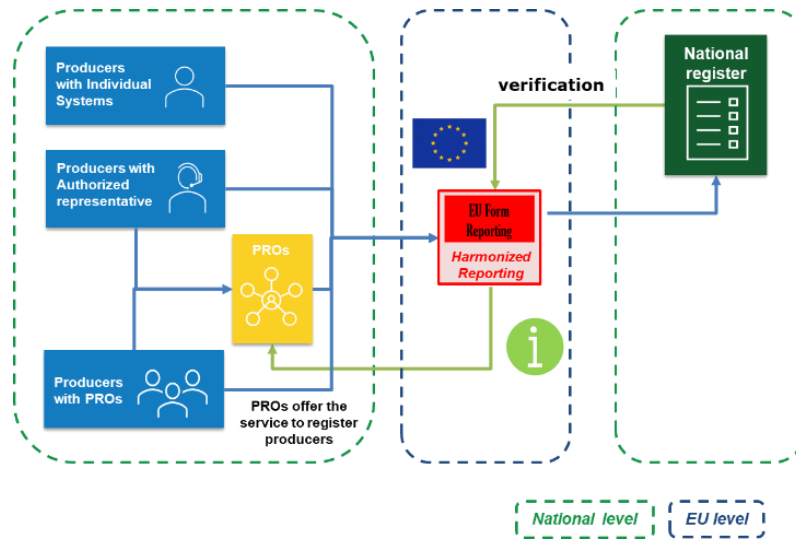 Producers
with Individual
Systems
Producers with
Authorized
representative
PROs
Producers
with PROs
PROs offer the
service to register
producers
verification
EU Form
Reporting
Harmonized
Reporting
i
National
register
National level
EU level